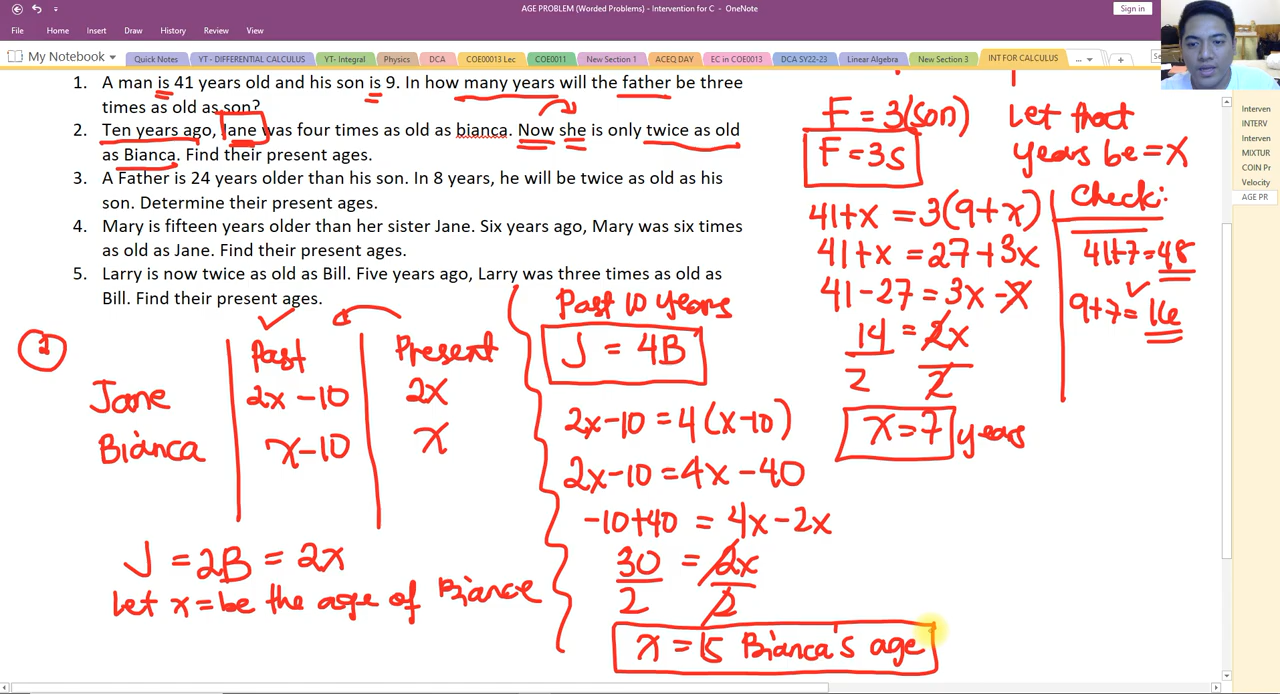 AGE PROBLEM (Worded Problems) - Intervention for C - OneNote
Sign in
File Home Insert Draw History Review View
My Notebook
Quick Notes YT - DIFFERENTIAL CALCULUS YT- Integral Physics DCA COE00013 Lec COE0011 New Section 1 ACEQ DAY EC in COE0013 DCA SY22-23 Linear Algebra New Section 3 INT FOR CALCULUS ...
1. A man is 41 years old and his son is 9. In how many years will the father be three
times as old as son?
2. Ten years ago, Jane was four times as old as bianca. Now she is only twice as old
as Bianca. Find their present ages.
3. A Father is 24 years older than his son. In 8 years, he will be twice as old as his
son. Determine their present ages.
4. Mary is fifteen years older than her sister Jane. Six years ago, Mary was six times
as old as Jane. Find their present ages.
5. Larry is now twice as old as Bill. Five years ago, Larry was three times as old as
Bill. Find their present ages.
F = 3(son)
F = 3S
Let that
years be = x
41+x = 3(9+x)
41+x = 27+3x
41-27 = 3x -x
14 = 2x
2 2
x = 7 years
Check:
41+7 = 48
9+7 = 16
2
Past Present
Jane 2x-10 2x
Bianca x-10 x
J = 2B = 2x
Let x = be the age of Bianca
Past 10 years
J = 4B
2x-10 = 4(x-10)
2x-10 = 4x-40
-10+40 = 4x-2x
30 = 2x
2 2
x = 15 Bianca's age
Interven
INTERV
Interven
MIXTUR
COIN Pr
Velocity
AGE PR